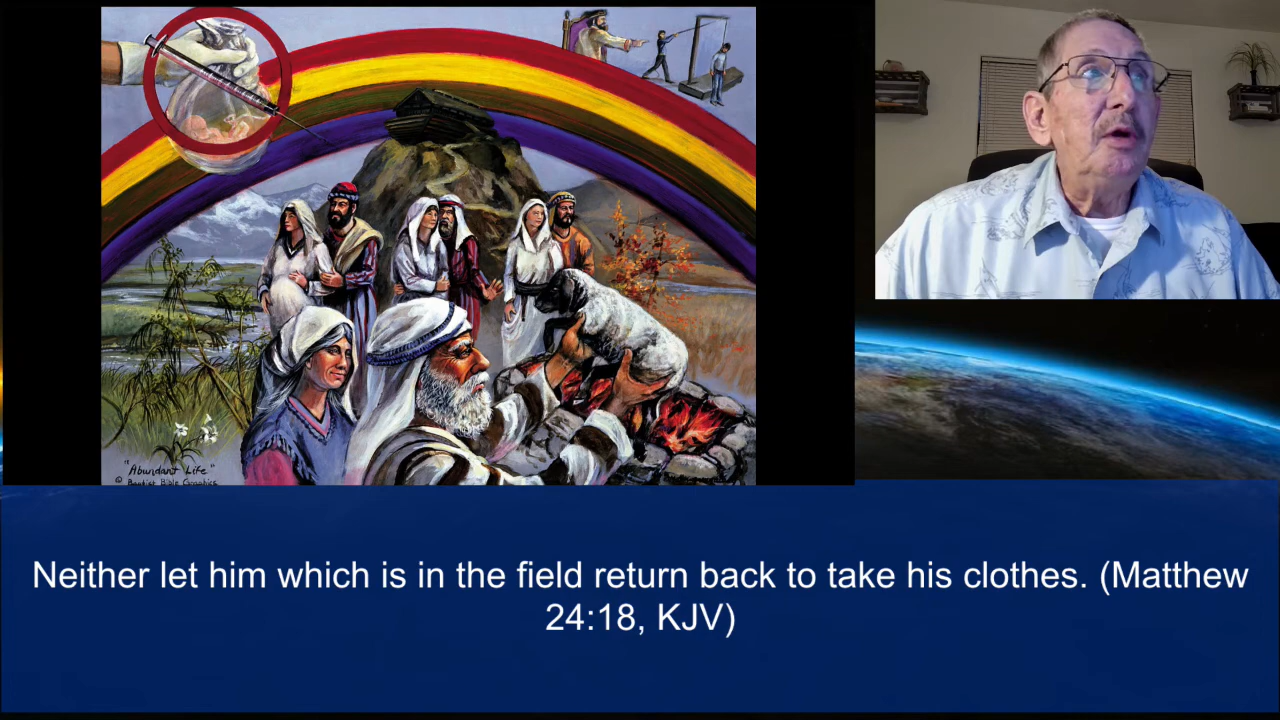 "Abundant Life"
© Baptist Bible Graphics
Neither let him which is in the field return back to take his clothes. (Matthew
24:18, KJV)